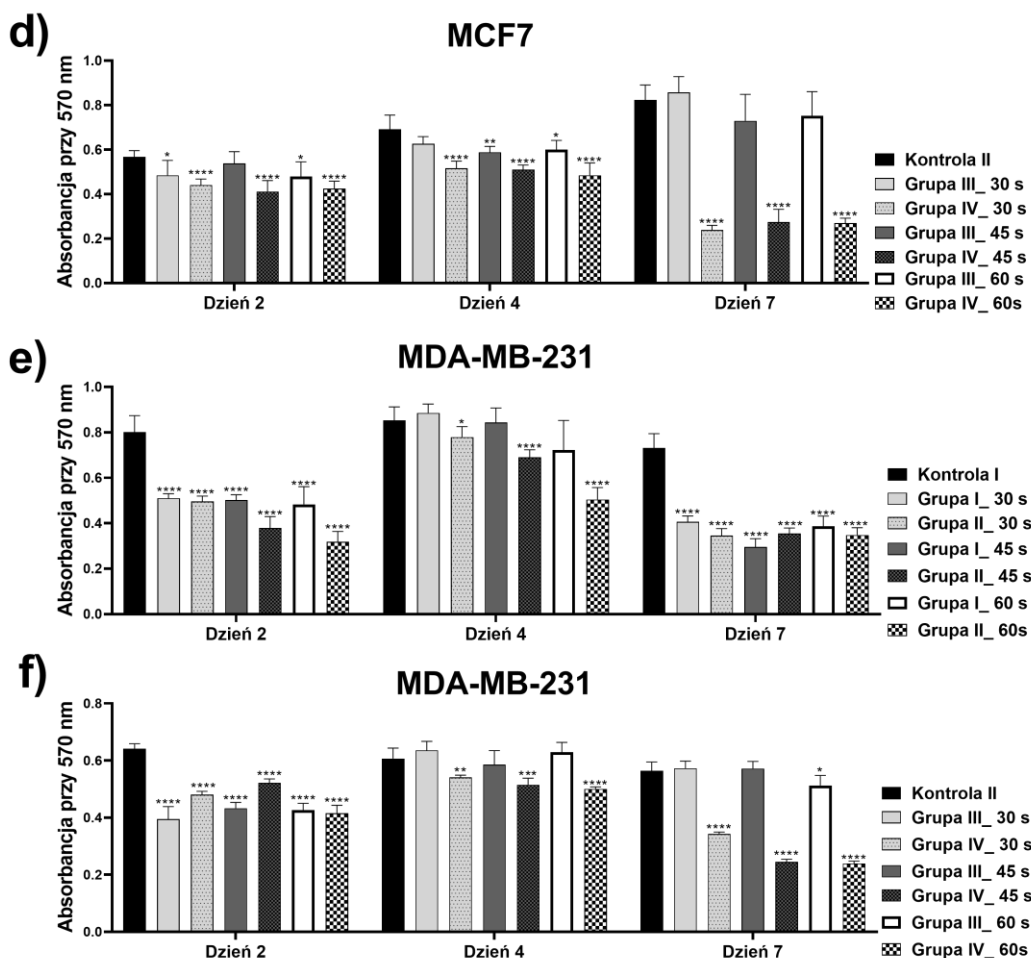 d)
MCF7
Absorbancja przy 570 nm
1.0
0.8
0.6
0.4
0.2
0.0
* **** **** * ****
**** ** **** * ****
**** **** ****
Dzień 2
Dzień 4
Dzień 7
Kontrola II
Grupa III_ 30 s
Grupa IV_ 30 s
Grupa III_ 45 s
Grupa IV_ 45 s
Grupa III_ 60 s
Grupa IV_ 60s
e)
MDA-MB-231
Absorbancja przy 570 nm
1.0
0.8
0.6
0.4
0.2
0.0
**** **** **** **** **** ****
* **** ****
**** **** **** **** **** ****
Dzień 2
Dzień 4
Dzień 7
Kontrola I
Grupa I_ 30 s
Grupa II_ 30 s
Grupa I_ 45 s
Grupa II_ 45 s
Grupa I_ 60 s
Grupa II_ 60s
f)
MDA-MB-231
Absorbancja przy 570 nm
0.8
0.6
0.4
0.2
0.0
**** **** **** **** **** ****
** *** ****
**** **** * ****
Dzień 2
Dzień 4
Dzień 7
Kontrola II
Grupa III_ 30 s
Grupa IV_ 30 s
Grupa III_ 45 s
Grupa IV_ 45 s
Grupa III_ 60 s
Grupa IV_ 60s